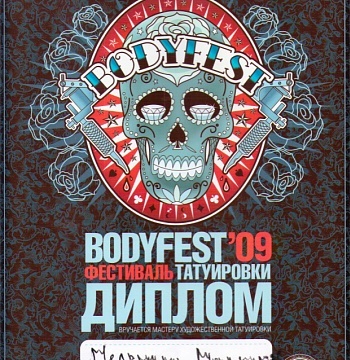 BODYFEST
BODYFEST '09
ФЕСТИВАЛЬ ТАТУИРОВКИ
ДИПЛОМ
ВРУЧАЕТСЯ МАСТЕРУ ХУДОЖЕСТВЕННОЙ ТАТУИРОВКИ